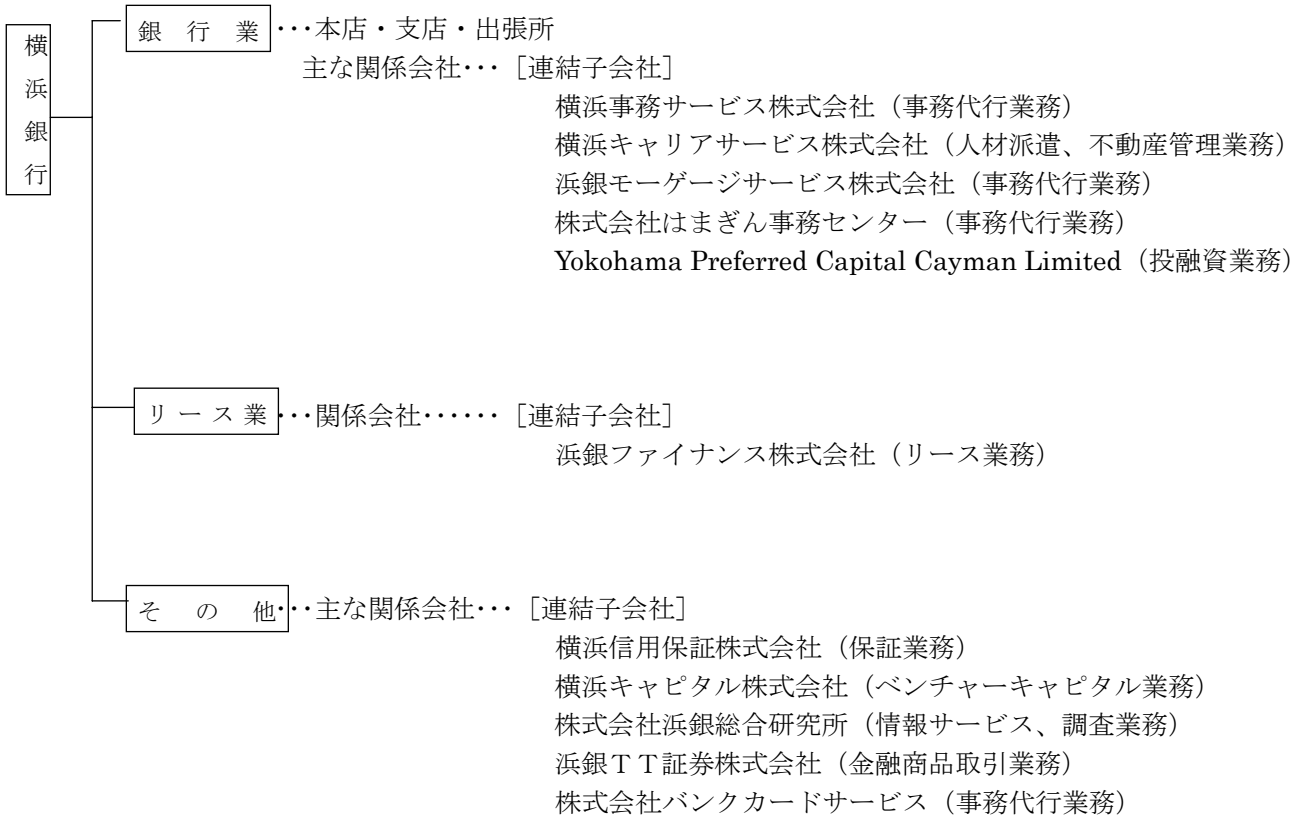 横浜銀行
銀行業･･･本店・支店・出張所
主な関係会社･･･［連結子会社］
横浜事務サービス株式会社（事務代行業務）
横浜キャリアサービス株式会社（人材派遣、不動産管理業務）
浜銀モーゲージサービス株式会社（事務代行業務）
株式会社はまぎん事務センター（事務代行業務）
Yokohama Preferred Capital Cayman Limited（投融資業務）
リース業･･･関係会社･･････［連結子会社］
浜銀ファイナンス株式会社（リース業務）
その他･･･主な関係会社･･･［連結子会社］
横浜信用保証株式会社（保証業務）
横浜キャピタル株式会社（ベンチャーキャピタル業務）
株式会社浜銀総合研究所（情報サービス、調査業務）
浜銀ＴＴ証券株式会社（金融商品取引業務）
株式会社バンクカードサービス（事務代行業務）